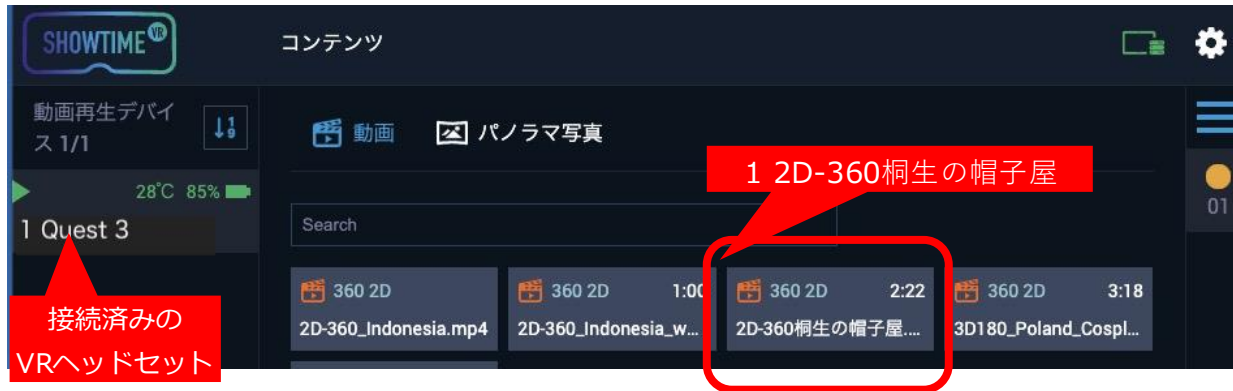 SHOWTIME VR
コンテンツ
動画再生デバイ
ス 1/1
動画
パノラマ写真
1 2D-360桐生の帽子屋
28℃ 85%
01
1 Quest 3
Search
接続済みの
VRヘッドセット
360 2D
2D-360_Indonesia.mp4
360 2D 1:00
2D-360_Indonesia_w...
360 2D 2:22
2D-360桐生の帽子屋....
360 2D 3:18
3D180_Poland_Cospl...